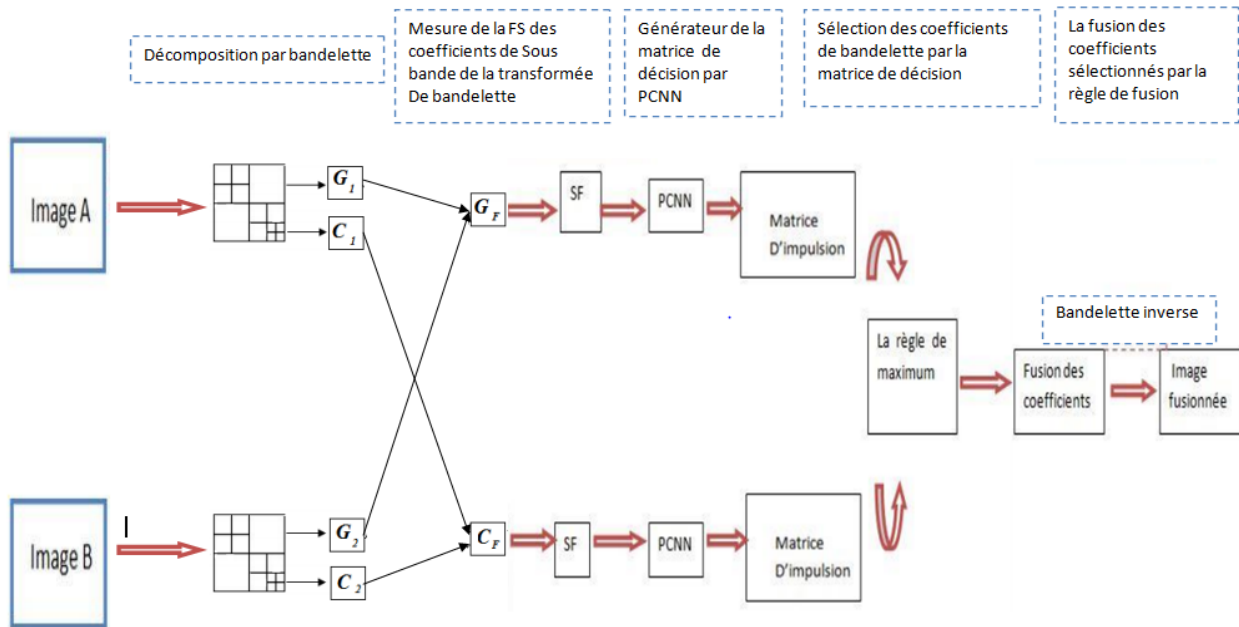 Décomposition par bandelette
Mesure de la FS des
coefficients de Sous
bande de la transformée
De bandelette
Générateur de la
matrice de
décision par
PCNN
Sélection des coefficients
de bandelette par la
matrice de décision
La fusion des
coefficients
sélectionnés par la
règle de fusion
Image A
G1
C1
GF
SF
PCNN
Matrice
D'impulsion
Bandelette inverse
La règle de
maximum
Fusion des
coefficients
Image
fusionnée
Image B
G2
C2
CF
SF
PCNN
Matrice
D'impulsion